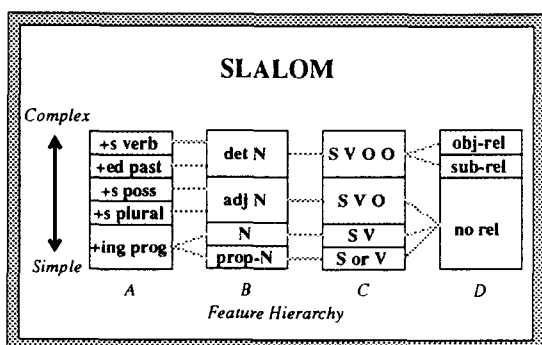 SLALOM
Complex
Simple
+s verb
+ed past
+s poss
+s plural
+ing prog
A
det N
adj N
N
prop-N
B
S V O O
S V O
S V
S or V
C
obj-rel
sub-rel
no rel
D
Feature Hierarchy